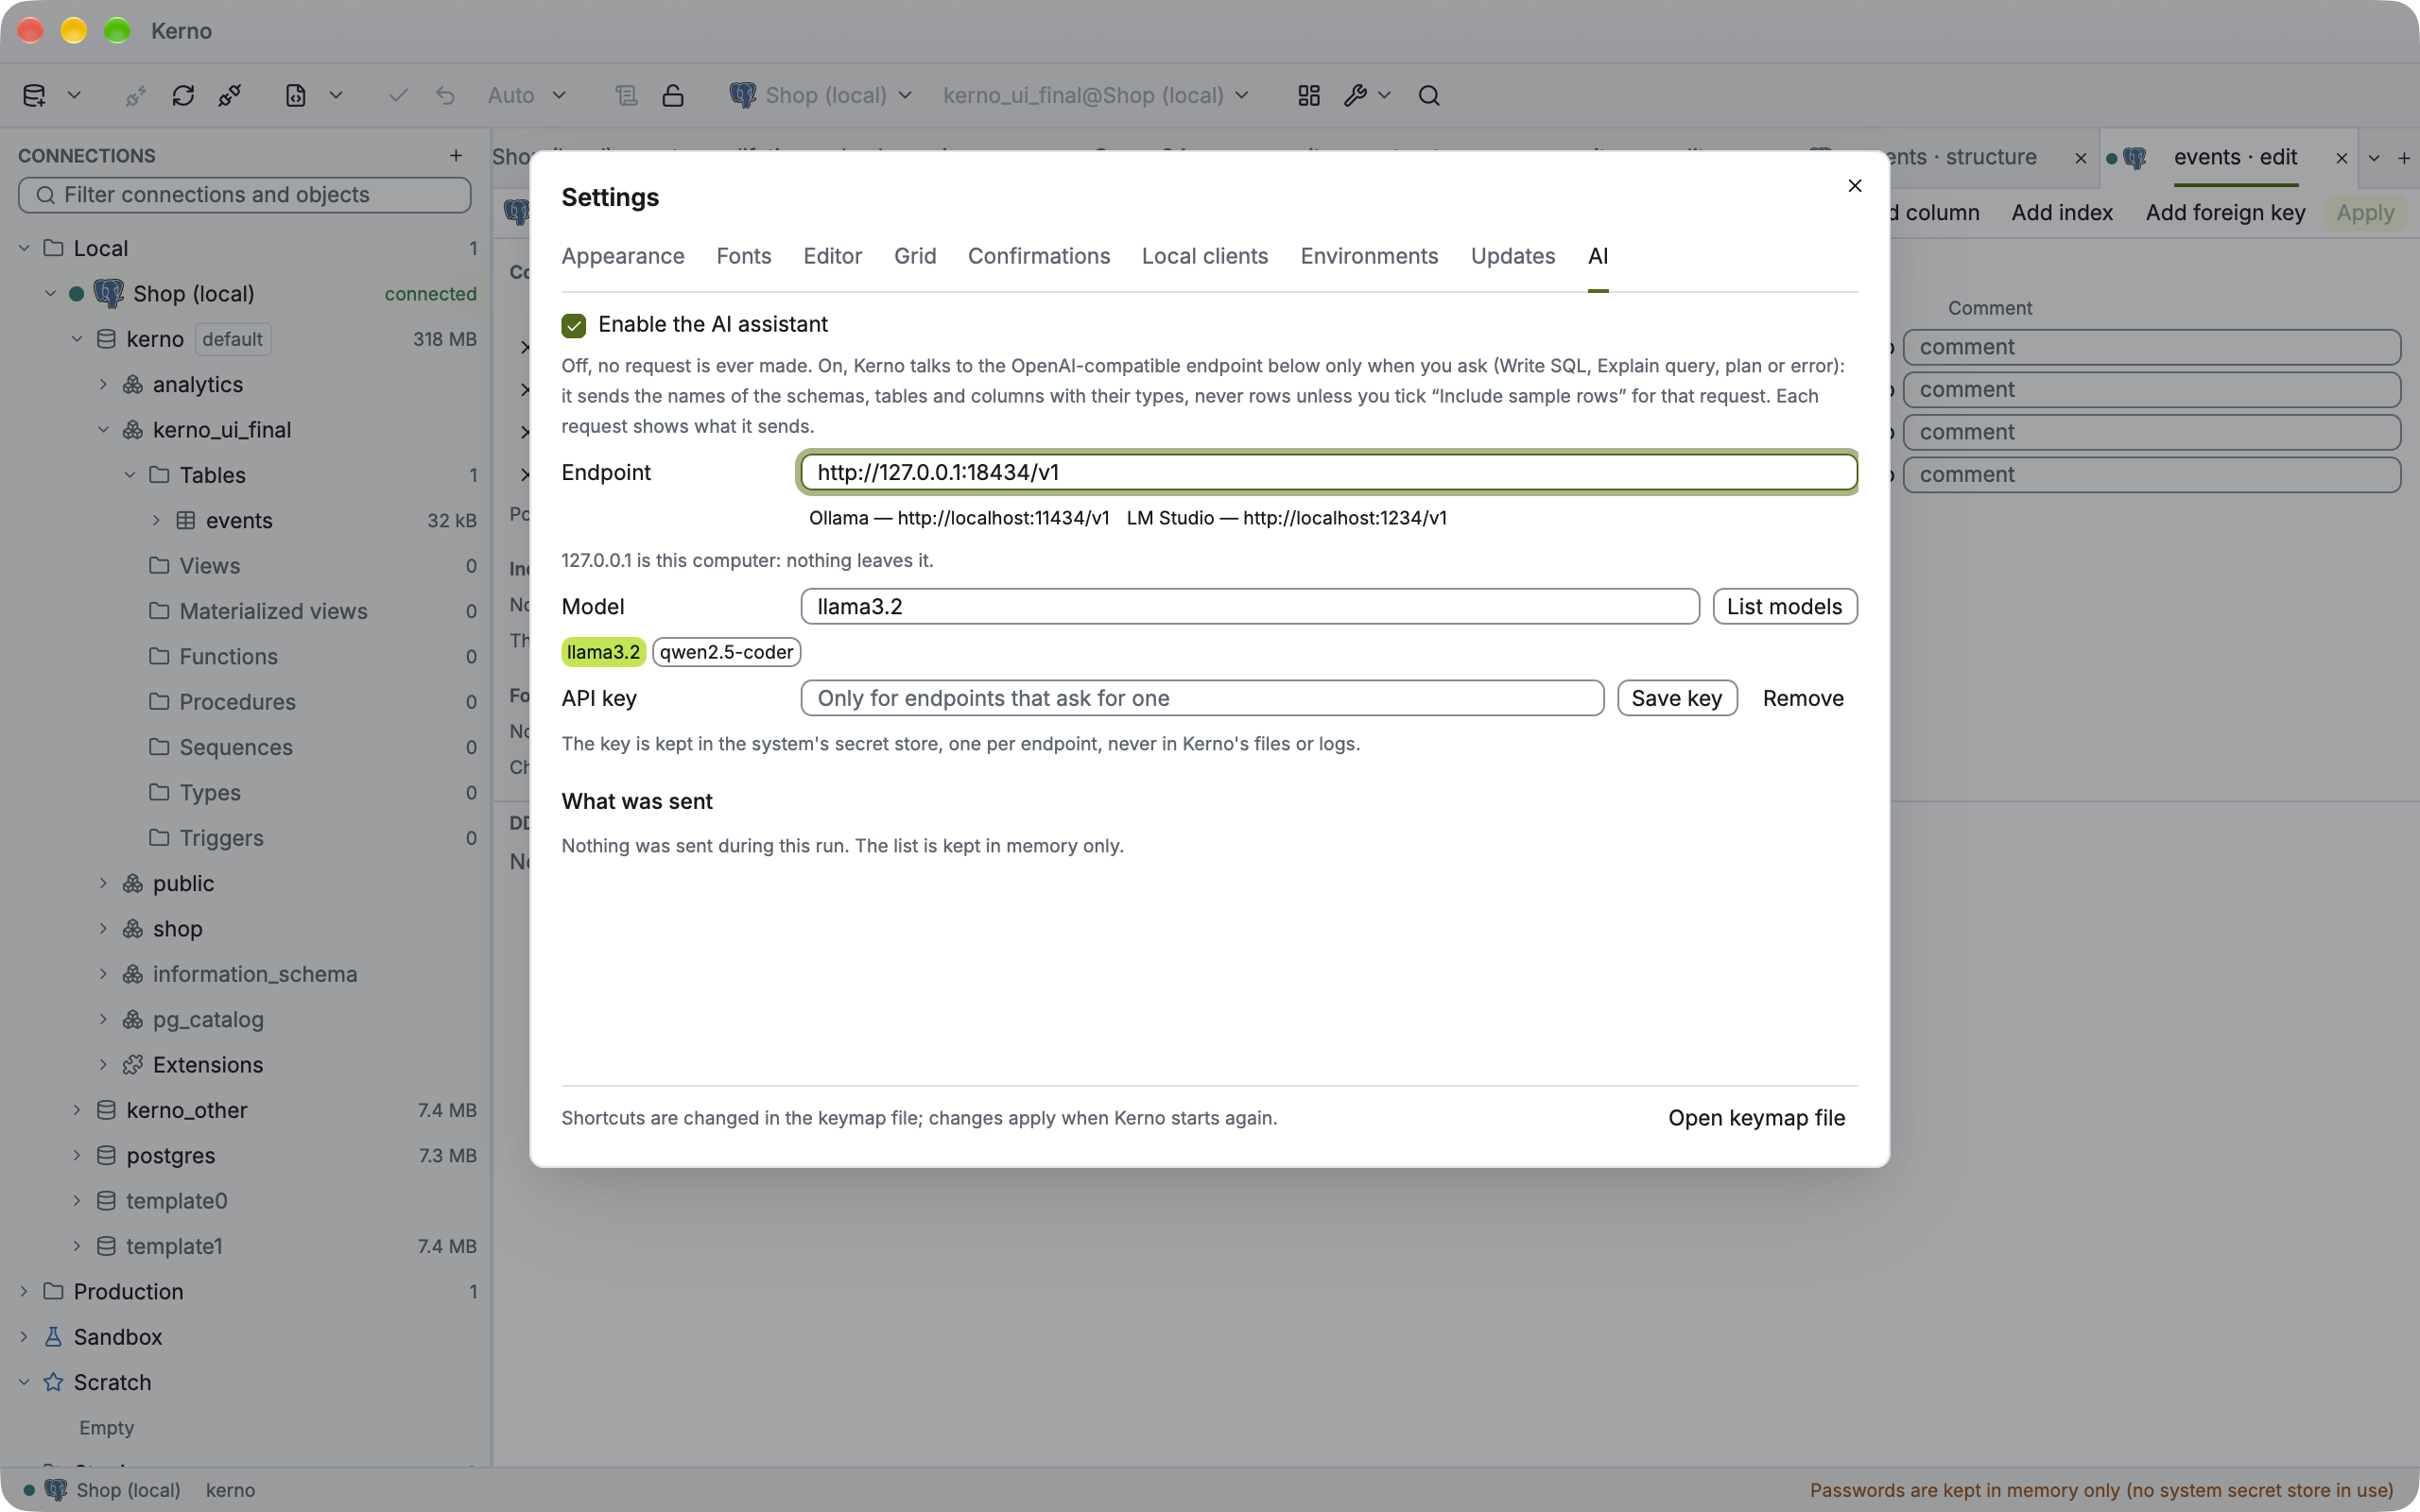 Kerno
Auto
Shop (local)
kerno_ui_final@Shop (local)
CONNECTIONS
Filter connections and objects
Local 1
Shop (local) connected
kerno default 318 MB
analytics
kerno_ui_final
Tables 1
events 32 kB
Views 0
Materialized views 0
Functions 0
Procedures 0
Sequences 0
Types 0
Triggers 0
public
shop
information_schema
pg_catalog
Extensions
kerno_other 7.4 MB
postgres 7.3 MB
template0
template1 7.4 MB
Production 1
Sandbox
Scratch
Empty
events · edit
structure
column
Add index
Add foreign key
Apply
Comment
comment
comment
comment
comment
Settings
Appearance Fonts Editor Grid Confirmations Local clients Environments Updates AI
Enable the AI assistant
Off, no request is ever made. On, Kerno talks to the OpenAI-compatible endpoint below only when you ask (Write SQL, Explain query, plan or error):
it sends the names of the schemas, tables and columns with their types, never rows unless you tick “Include sample rows” for that request. Each
request shows what it sends.
Endpoint http://127.0.0.1:18434/v1
Ollama — http://localhost:11434/v1 LM Studio — http://localhost:1234/v1
127.0.0.1 is this computer: nothing leaves it.
Model llama3.2 List models
llama3.2 qwen2.5-coder
API key Only for endpoints that ask for one Save key Remove
The key is kept in the system's secret store, one per endpoint, never in Kerno's files or logs.
What was sent
Nothing was sent during this run. The list is kept in memory only.
Shortcuts are changed in the keymap file; changes apply when Kerno starts again.
Open keymap file
Shop (local) kerno
Passwords are kept in memory only (no system secret store in use)